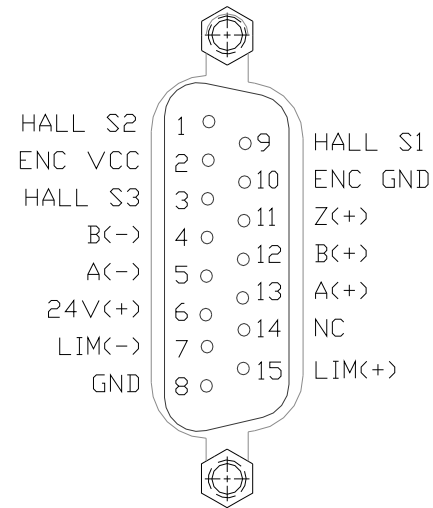 HALL S2 1
9 HALL S1
ENC VCC 2
10 ENC GND
HALL S3 3
11 Z(+)
B(-) 4
12 B(+)
A(-) 5
13 A(+)
24V(+) 6
14 NC
LIM(-) 7
15 LIM(+)
GND 8